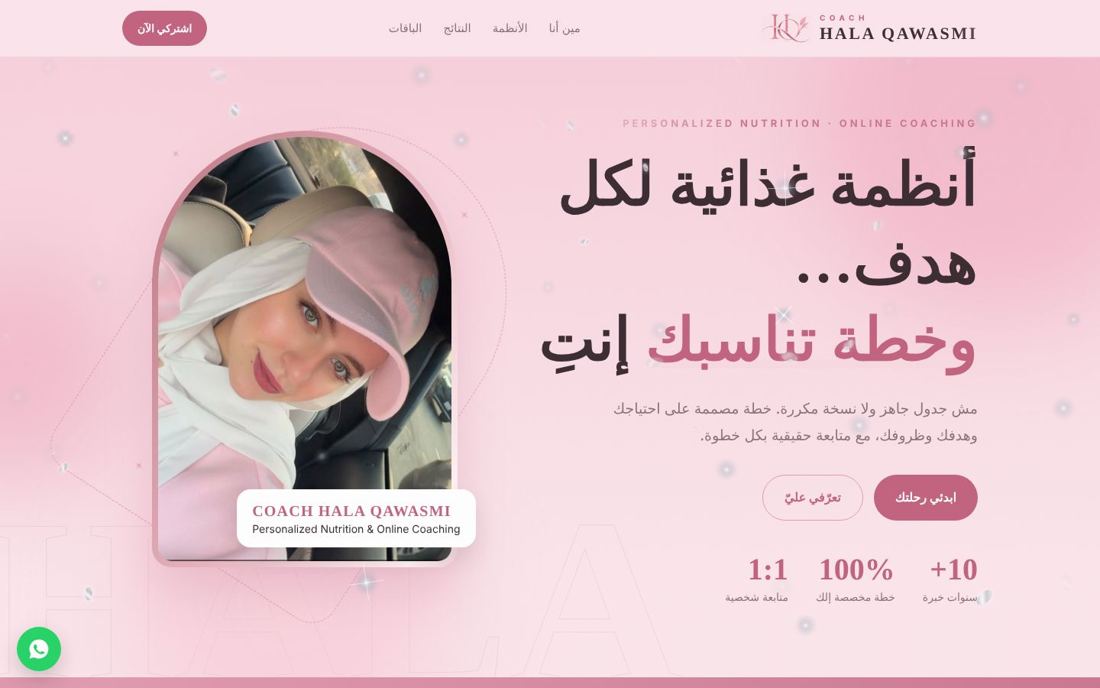 COACH
HALA QAWASMI
مين أنا
الأنظمة
النتائج
الباقات
اشتركي الآن
PERSONALIZED NUTRITION · ONLINE COACHING
أنظمة غذائية لكل
هدف...
وخطة تناسبك إنتِ
مش جدول جاهز ولا نسخة مكررة. خطة مصممة على احتياجك
وهدفك وظروفك، مع متابعة حقيقية بكل خطوة.
ابدئي رحلتك
تعرّفي عليّ
+10
سنوات خبرة
100%
خطة مخصصة إلك
1:1
متابعة شخصية
COACH HALA QAWASMI
Personalized Nutrition & Online Coaching
HALA